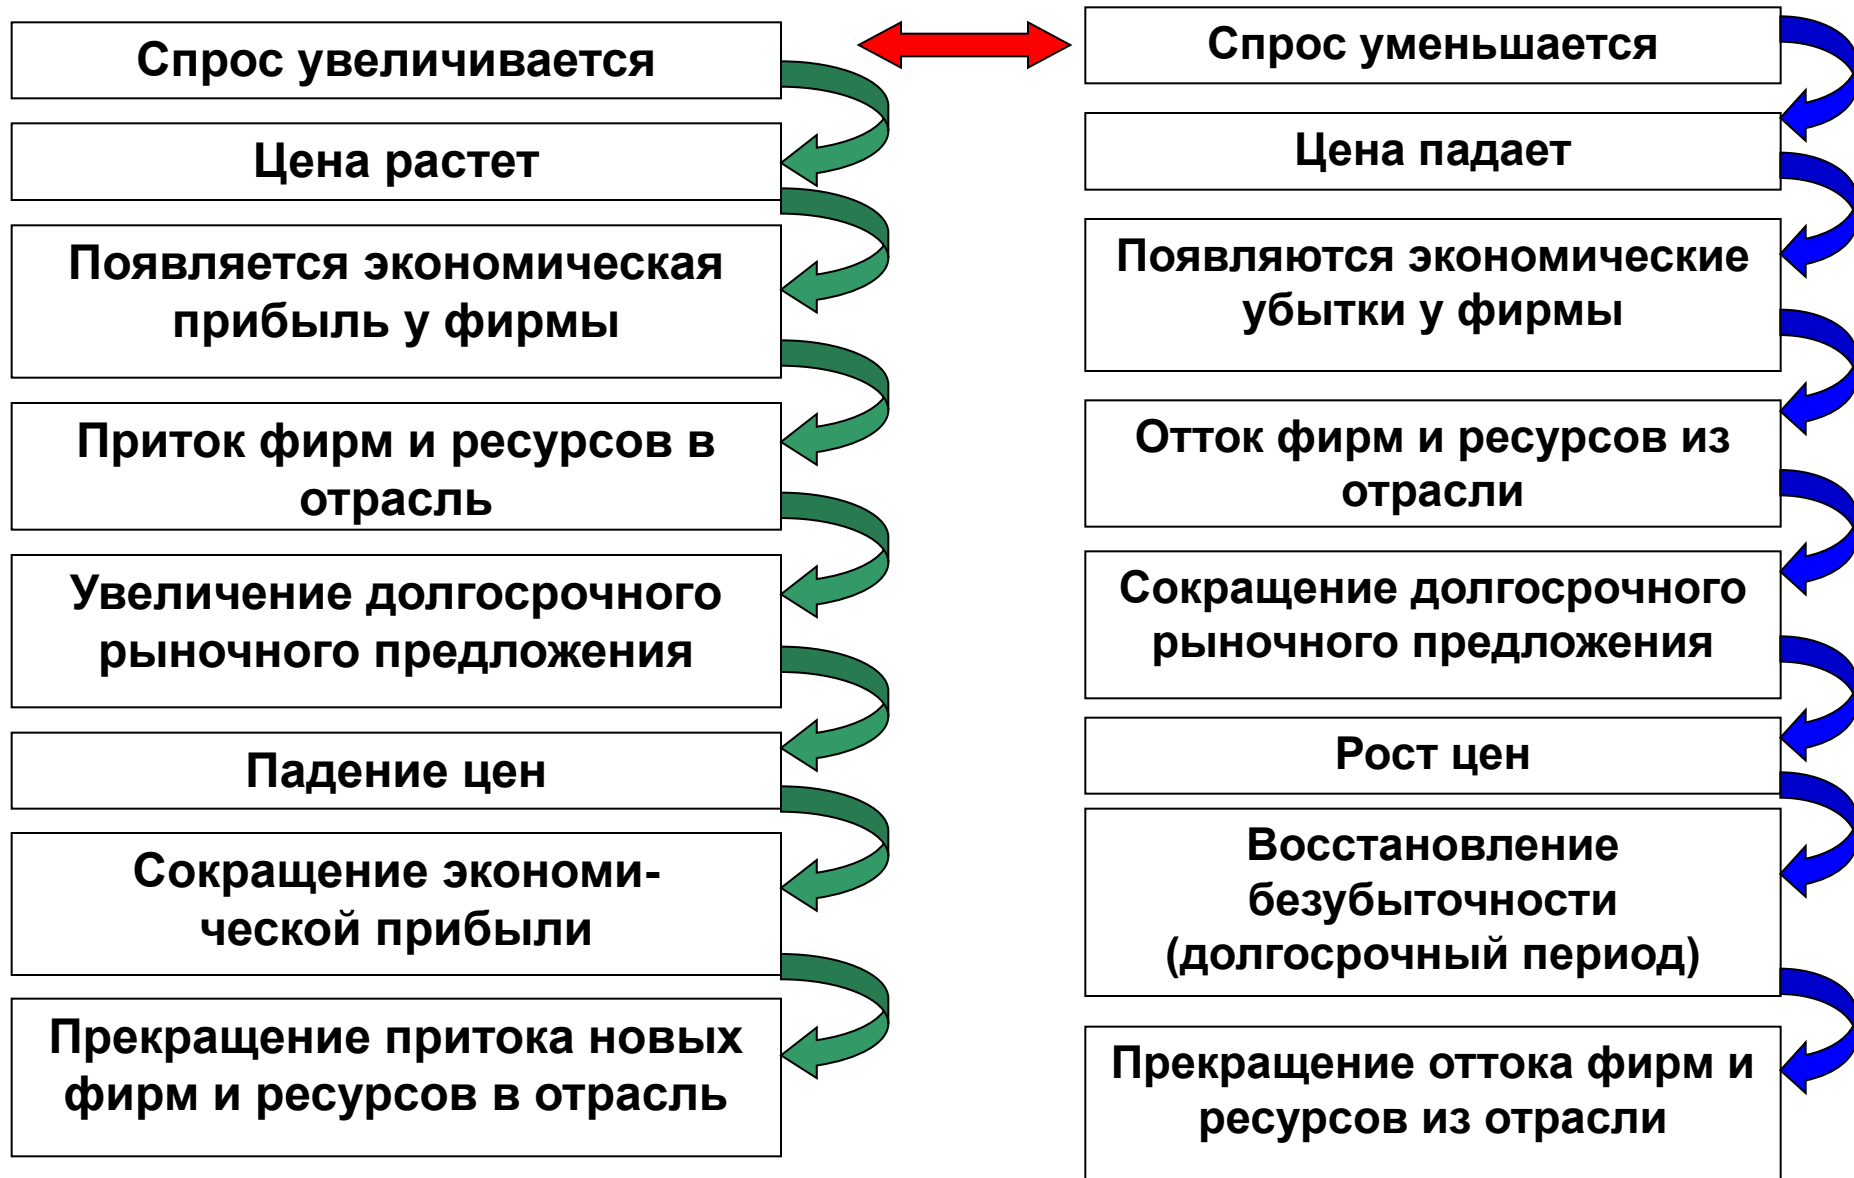 Спрос увеличивается
Цена растет
Появляется экономическая
прибыль у фирмы
Приток фирм и ресурсов в
отрасль
Увеличение долгосрочного
рыночного предложения
Падение цен
Сокращение экономи-
ческой прибыли
Прекращение притока новых
фирм и ресурсов в отрасль
Спрос уменьшается
Цена падает
Появляются экономические
убытки у фирмы
Отток фирм и ресурсов из
отрасли
Сокращение долгосрочного
рыночного предложения
Рост цен
Восстановление
безубыточности
(долгосрочный период)
Прекращение оттока фирм и
ресурсов из отрасли